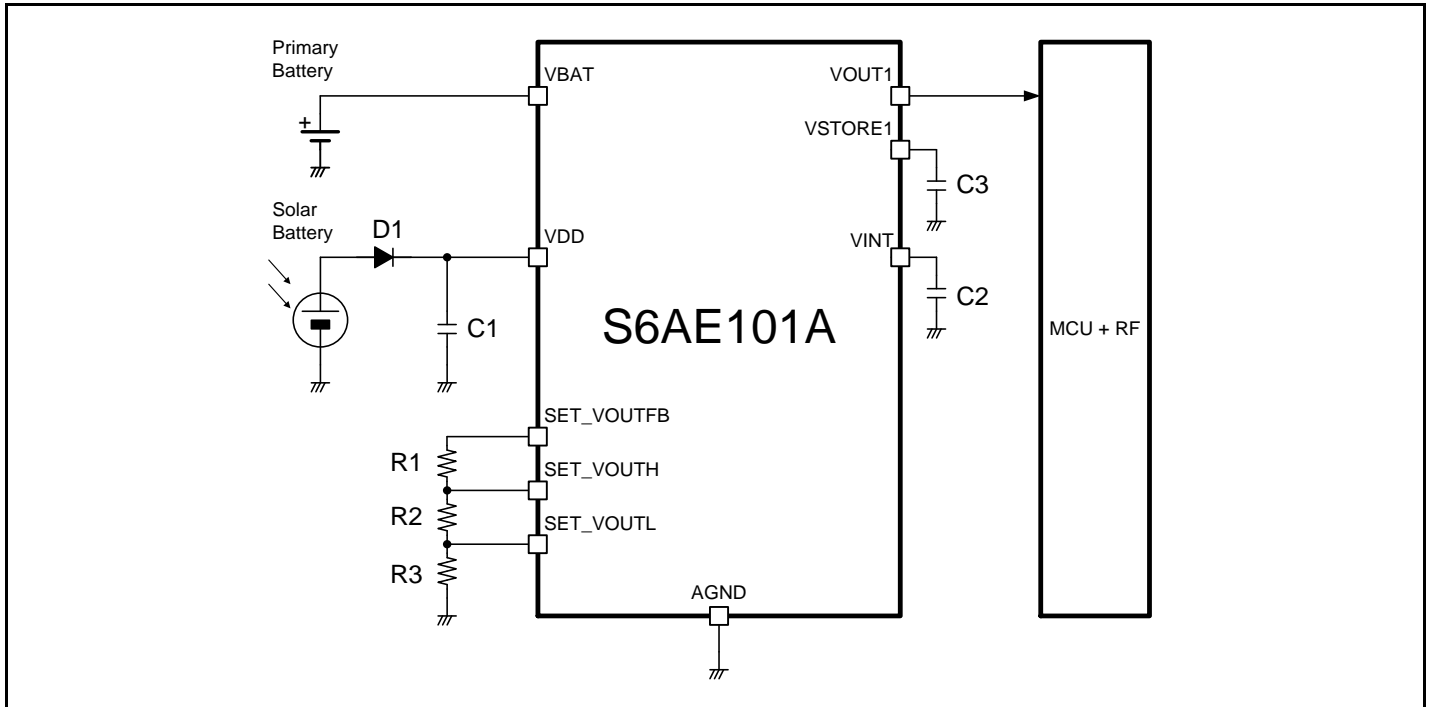 Primary
Battery
+
VBAT
VOUT1
VSTORE1
C3
Solar
Battery
D1
VDD
VINT
C1
C2
S6AE101A
MCU + RF
SET_VOUTFB
R1
SET_VOUTH
R2
SET_VOUTL
R3
AGND